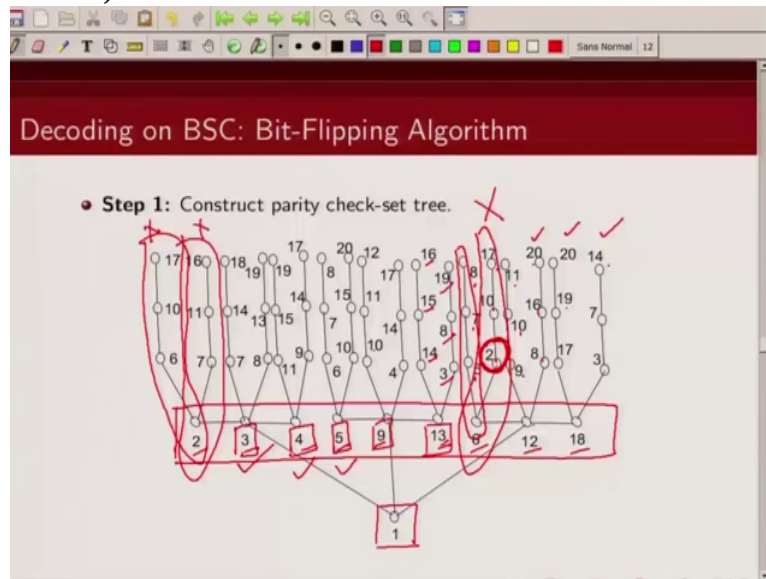 Sans Normal 12
Decoding on BSC: Bit-Flipping Algorithm
Step 1: Construct parity check-set tree.
17 16 18 19 19 17 8 20 12 17 16 19 8 17 11 20 20 14
10 11 14 13 15 14 7 15 11 14 15 8 7 10 10 16 19 7
6 7 7 8 11 9 6 10 10 4 14 3 2 9 8 17 3
2 3 4 5 9 13 12 18
1